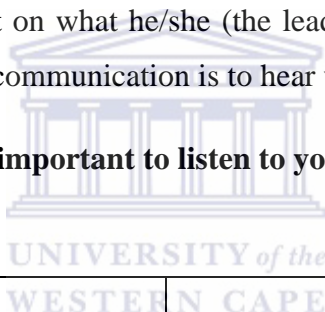 t on what he/she (the lead
communication is to hear
important to listen to yo
UNIVERSITY of the
WESTERN CAPE